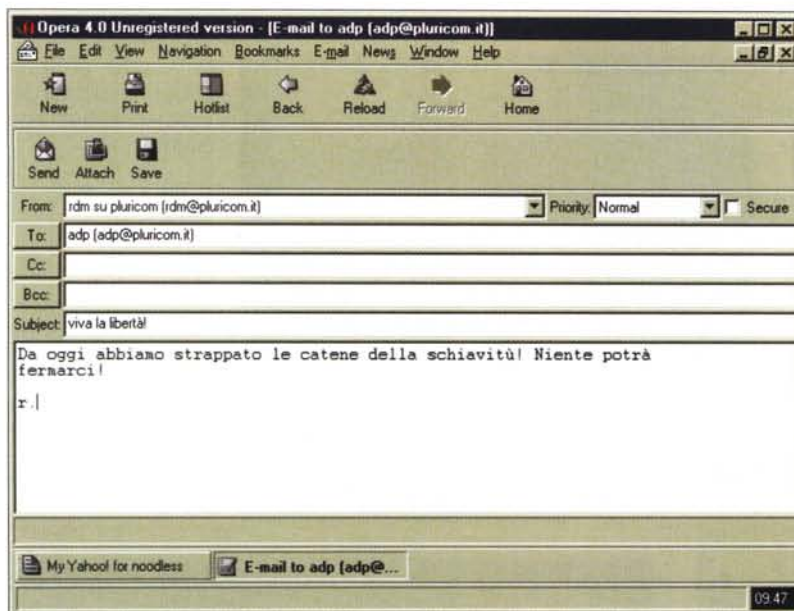 Opera 4.0 Unregistered version - [E-mail to adp (adp@pluricom.it)]
File Edit View Navigation Bookmarks E-mail News Window Help
New Print Hotlist Back Reload Forward Home
Send Attach Save
From: rdm su pluricom (rdm@pluricom.it) Priority: Normal Secure
To: adp (adp@pluricom.it)
Cc:
Bcc:
Subject: viva la libertà!
Da oggi abbiamo strappato le catene della schiavitù! Niente potrà
fermarci!
r.
My Yahoo! for noodless E-mail to adp (adp@...
09:47